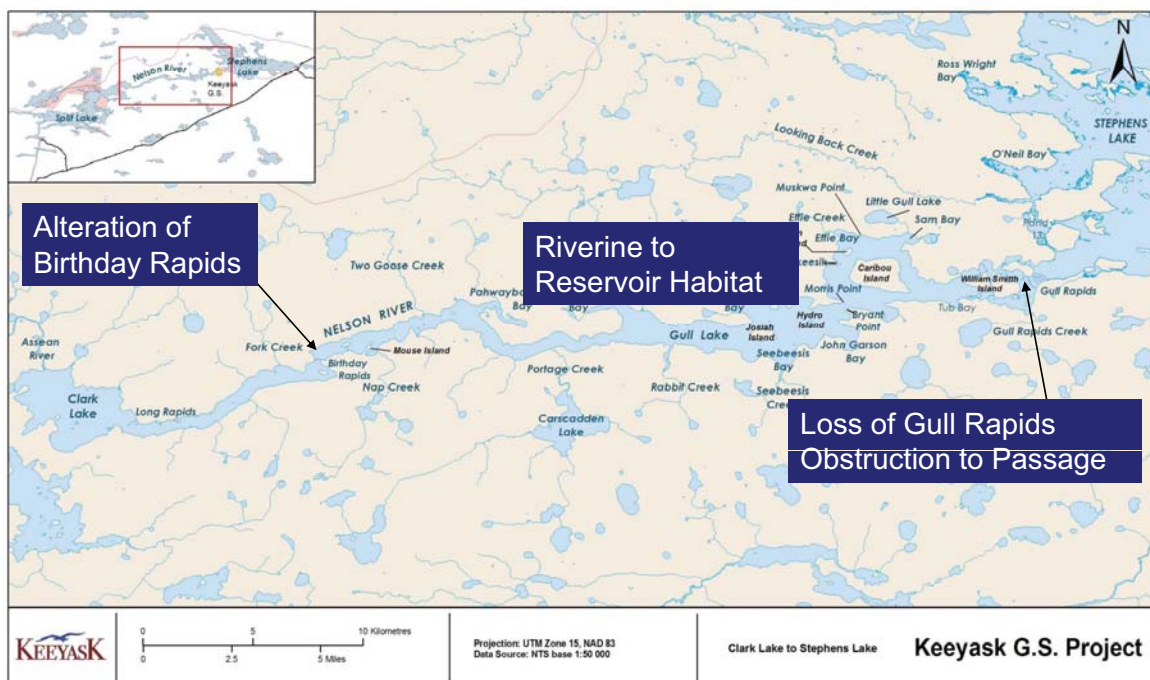 Nelson River
Stephens
Lake
Keeyask
G.S.
Split Lake
N
Ross Wright
Bay
STEPHENS
LAKE
Looking Back Creek
O'Neil Bay
Muskwa Point
Little Gull Lake
Effie Creek
Sam Bay
Effie Bay
Caribou
Island
Morris Point
William Smith
Island
Gull Rapids
Tub Bay
Gull Rapids Creek
Alteration of
Birthday Rapids
Riverine to
Reservoir Habitat
Two Goose Creek
Bay
Bay
Bay
NELSON RIVER
Gull Lake
Josiah
Island
Hydro
Island
Bryant
Point
John Garson
Bay
Seebeesis
Bay
Seebeesis
Assean
River
Fork Creek
Mouse Island
Birthday
Rapids
Nap Creek
Portage Creek
Rabbit Creek
Clark
Lake
Long Rapids
Carscadden
Lake
Loss of Gull Rapids
Obstruction to Passage
KEEYASK
0 5 10 Kilometres
0 2.5 5 Miles
Projection: UTM Zone 15, NAD 83
Data Source: NTS base 1:50 000
Clark Lake to Stephens Lake
Keeyask G.S. Project